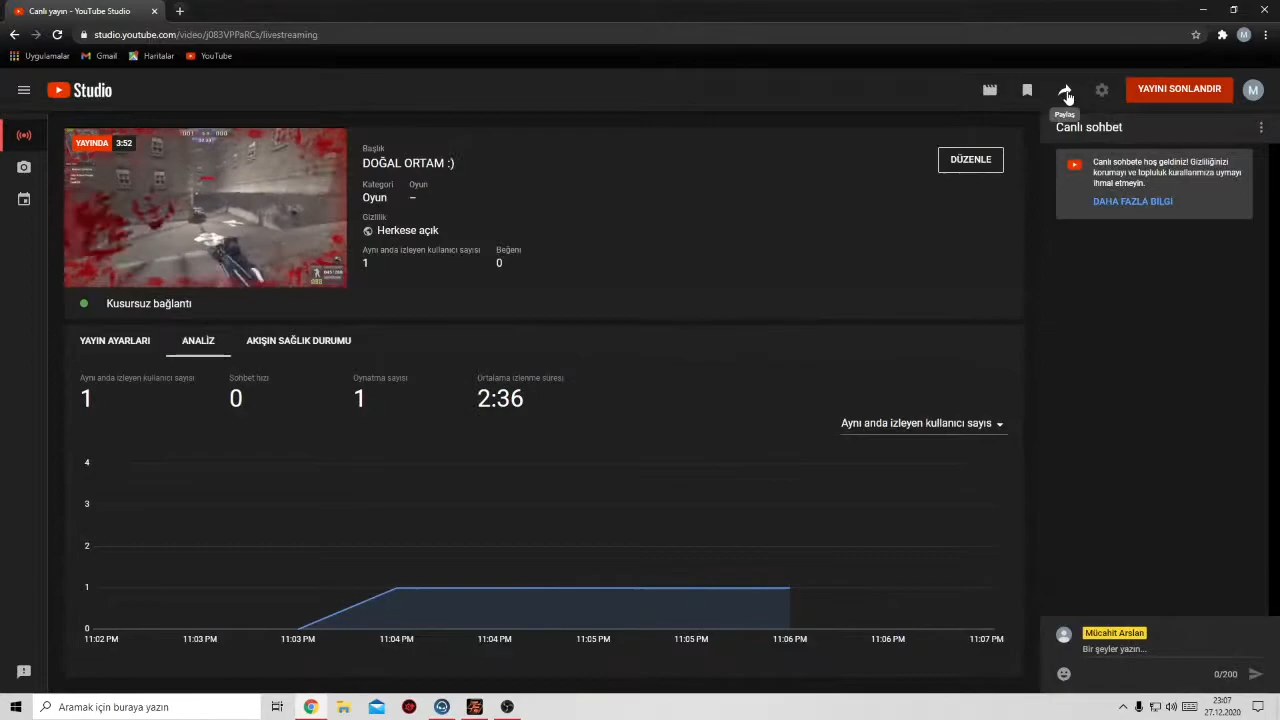 Canlı yayın - YouTube Studio
studio.youtube.com/video/j083VPPaRCs/livestreaming
Uygulamalar
Gmail
Haritalar
YouTube
M
Studio
YAYINI SONLANDIR
M
Paylaş
Canlı sohbet
Canlı sohbete hoş geldiniz! Gizliliğinizi
korumayı ve topluluk kurallarımıza uymayı
ihmal etmeyin.
DAHA FAZLA BİLGİ
YAYINDA 3:52
Başlık
DOĞAL ORTAM :)
DÜZENLE
Kategori Oyun
Oyun –
Gizlilik
Herkese açık
Aynı anda izleyen kullanıcı sayısı Beğeni
1 0
Kusursuz bağlantı
YAYIN AYARLARI ANALİZ AKIŞIN SAĞLIK DURUMU
Aynı anda izleyen kullanıcı sayısı Sohbet hızı Oynatma sayısı Ortalama izlenme süresi
1 0 1 2:36
Aynı anda izleyen kullanıcı sayıs
4
3
2
1
0
11:02 PM 11:03 PM 11:03 PM 11:04 PM 11:04 PM 11:05 PM 11:05 PM 11:06 PM 11:06 PM 11:07 PM
Mücahit Arslan
Bir şeyler yazın...
0/200
Aramak için buraya yazın
23:07
27.12.2020